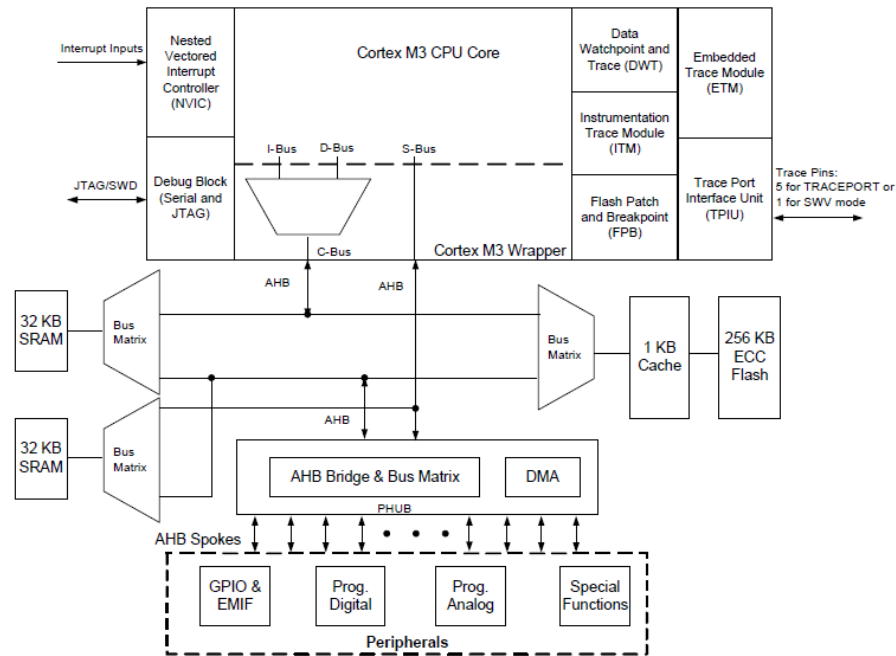 Interrupt Inputs
Nested
Vectored
Interrupt
Controller
(NVIC)
Cortex M3 CPU Core
Data
Watchpoint and
Trace (DWT)
Embedded
Trace Module
(ETM)
Instrumentation
Trace Module
(ITM)
I-Bus
D-Bus
S-Bus
JTAG/SWD
Debug Block
(Serial and
JTAG)
Flash Patch
and Breakpoint
(FPB)
Trace Port
Interface Unit
(TPIU)
Trace Pins:
5 for TRACEPORT or
1 for SWV mode
C-Bus
Cortex M3 Wrapper
AHB
AHB
32 KB
SRAM
Bus
Matrix
Bus
Matrix
1 KB
Cache
256 KB
ECC
Flash
AHB
32 KB
SRAM
Bus
Matrix
AHB Bridge & Bus Matrix
DMA
PHUB
AHB Spokes
GPIO &
EMIF
Prog.
Digital
Prog.
Analog
Special
Functions
Peripherals